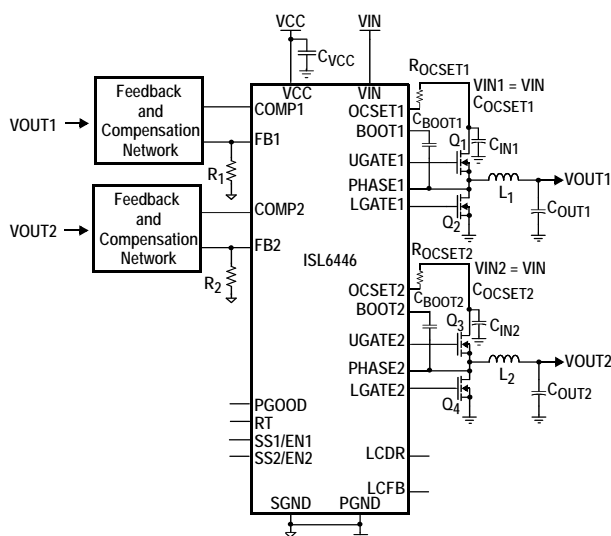 VCC
VIN
CVCC
ROCSET1
VCC
VIN
VIN1 = VIN
OCSET1
COCSET1
Feedback
and
Compensation
Network
VOUT1
COMP1
BOOT1
CBOOT1
Q1
CIN1
FB1
UGATE1
R1
PHASE1
L1
VOUT1
LGATE1
Q2
COUT1
Feedback
and
Compensation
Network
VOUT2
COMP2
FB2
R2
ISL6446
ROCSET2
VIN2 = VIN
OCSET2
COCSET2
BOOT2
CBOOT2
Q3
CIN2
UGATE2
PHASE2
L2
VOUT2
LGATE2
Q4
COUT2
PGOOD
RT
SS1/EN1
SS2/EN2
LCDR
LCFB
SGND
PGND